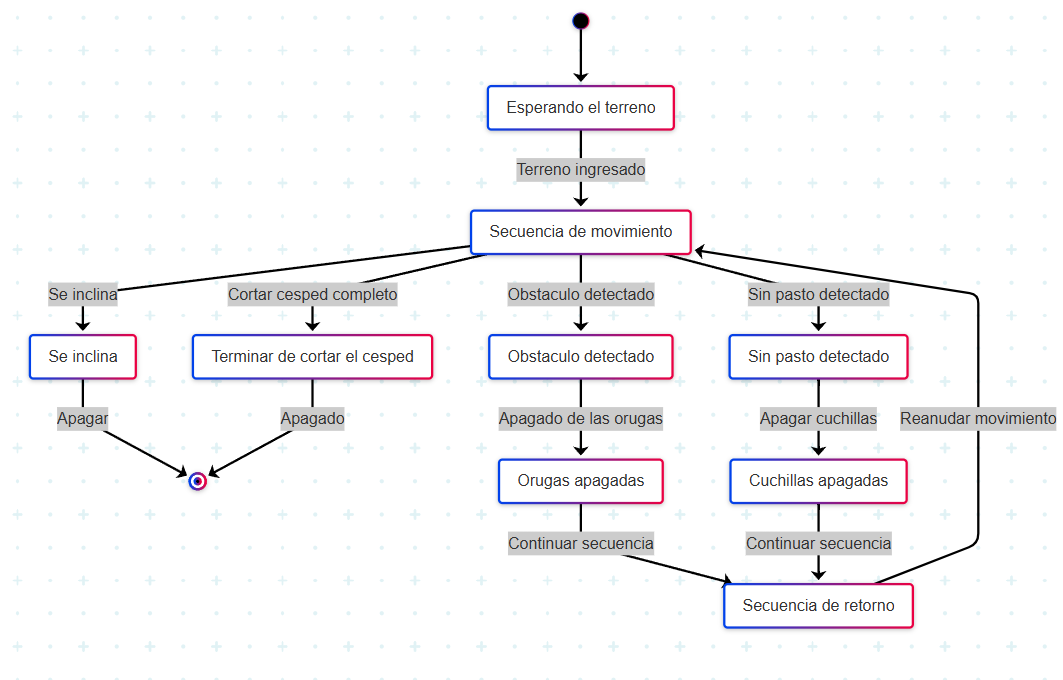 Esperando el terreno
Terreno ingresado
Secuencia de movimiento
Se inclina
Cortar cesped completo
Obstaculo detectado
Sin pasto detectado
Se inclina
Terminar de cortar el cesped
Obstaculo detectado
Sin pasto detectado
Apagar
Apagado
Apagado de las orugas
Apagar cuchillas
Reanudar movimiento
Orugas apagadas
Cuchillas apagadas
Continuar secuencia
Continuar secuencia
Secuencia de retorno